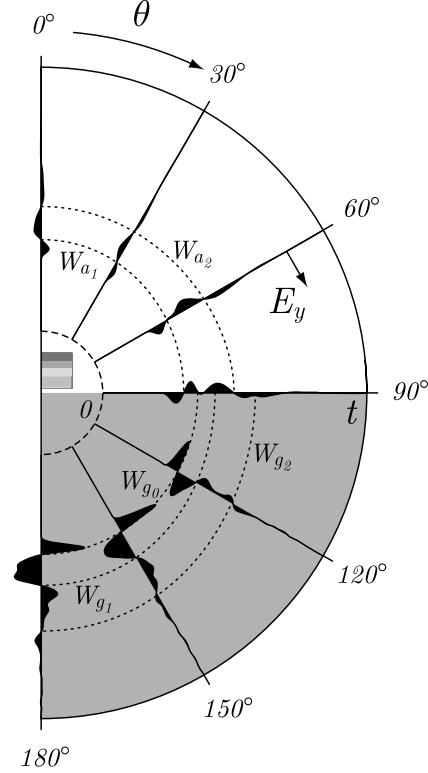 0° θ
30°
60°
W_{a_1} W_{a_2}
E_y
0 t 90°
W_{g_0} W_{g_2}
120°
W_{g_1}
150°
180°